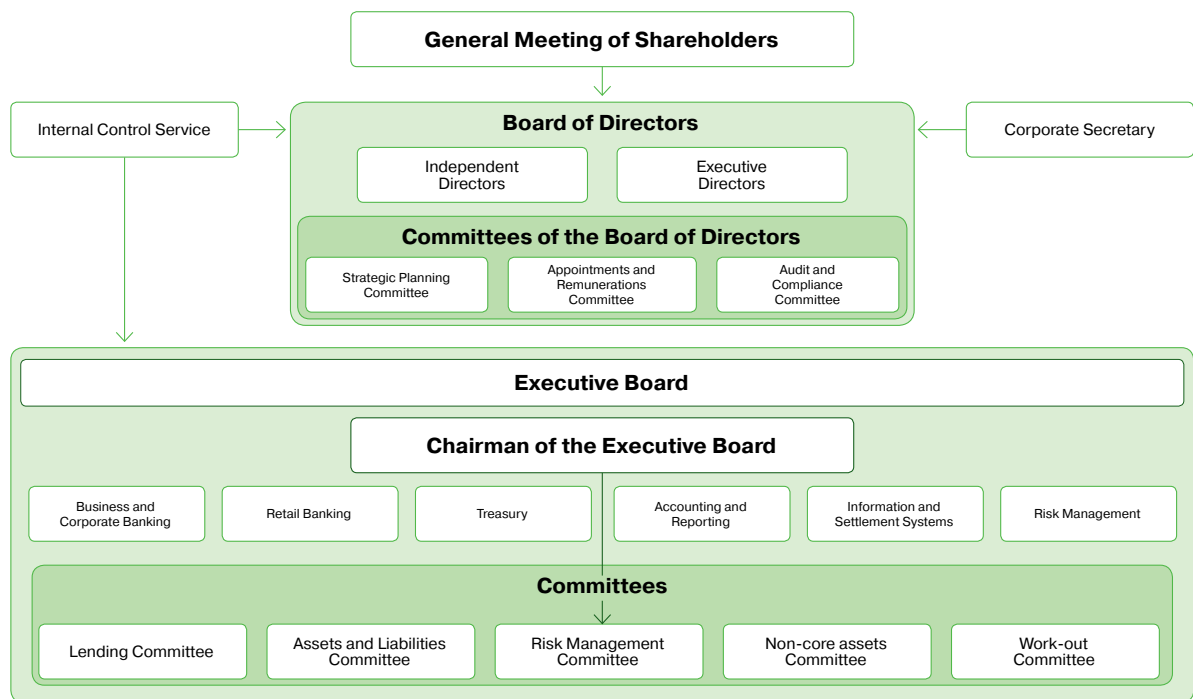 General Meeting of Shareholders
Internal Control Service
Board of Directors
Corporate Secretary
Independent
Directors
Executive
Directors
Committees of the Board of Directors
Strategic Planning
Committee
Appointments and
Remunerations
Committee
Audit and
Compliance
Committee
Executive Board
Chairman of the Executive Board
Business and
Corporate Banking
Retail Banking
Treasury
Accounting and
Reporting
Information and
Settlement Systems
Risk Management
Committees
Lending Committee
Assets and Liabilities
Committee
Risk Management
Committee
Non-core assets
Committee
Work-out
Committee